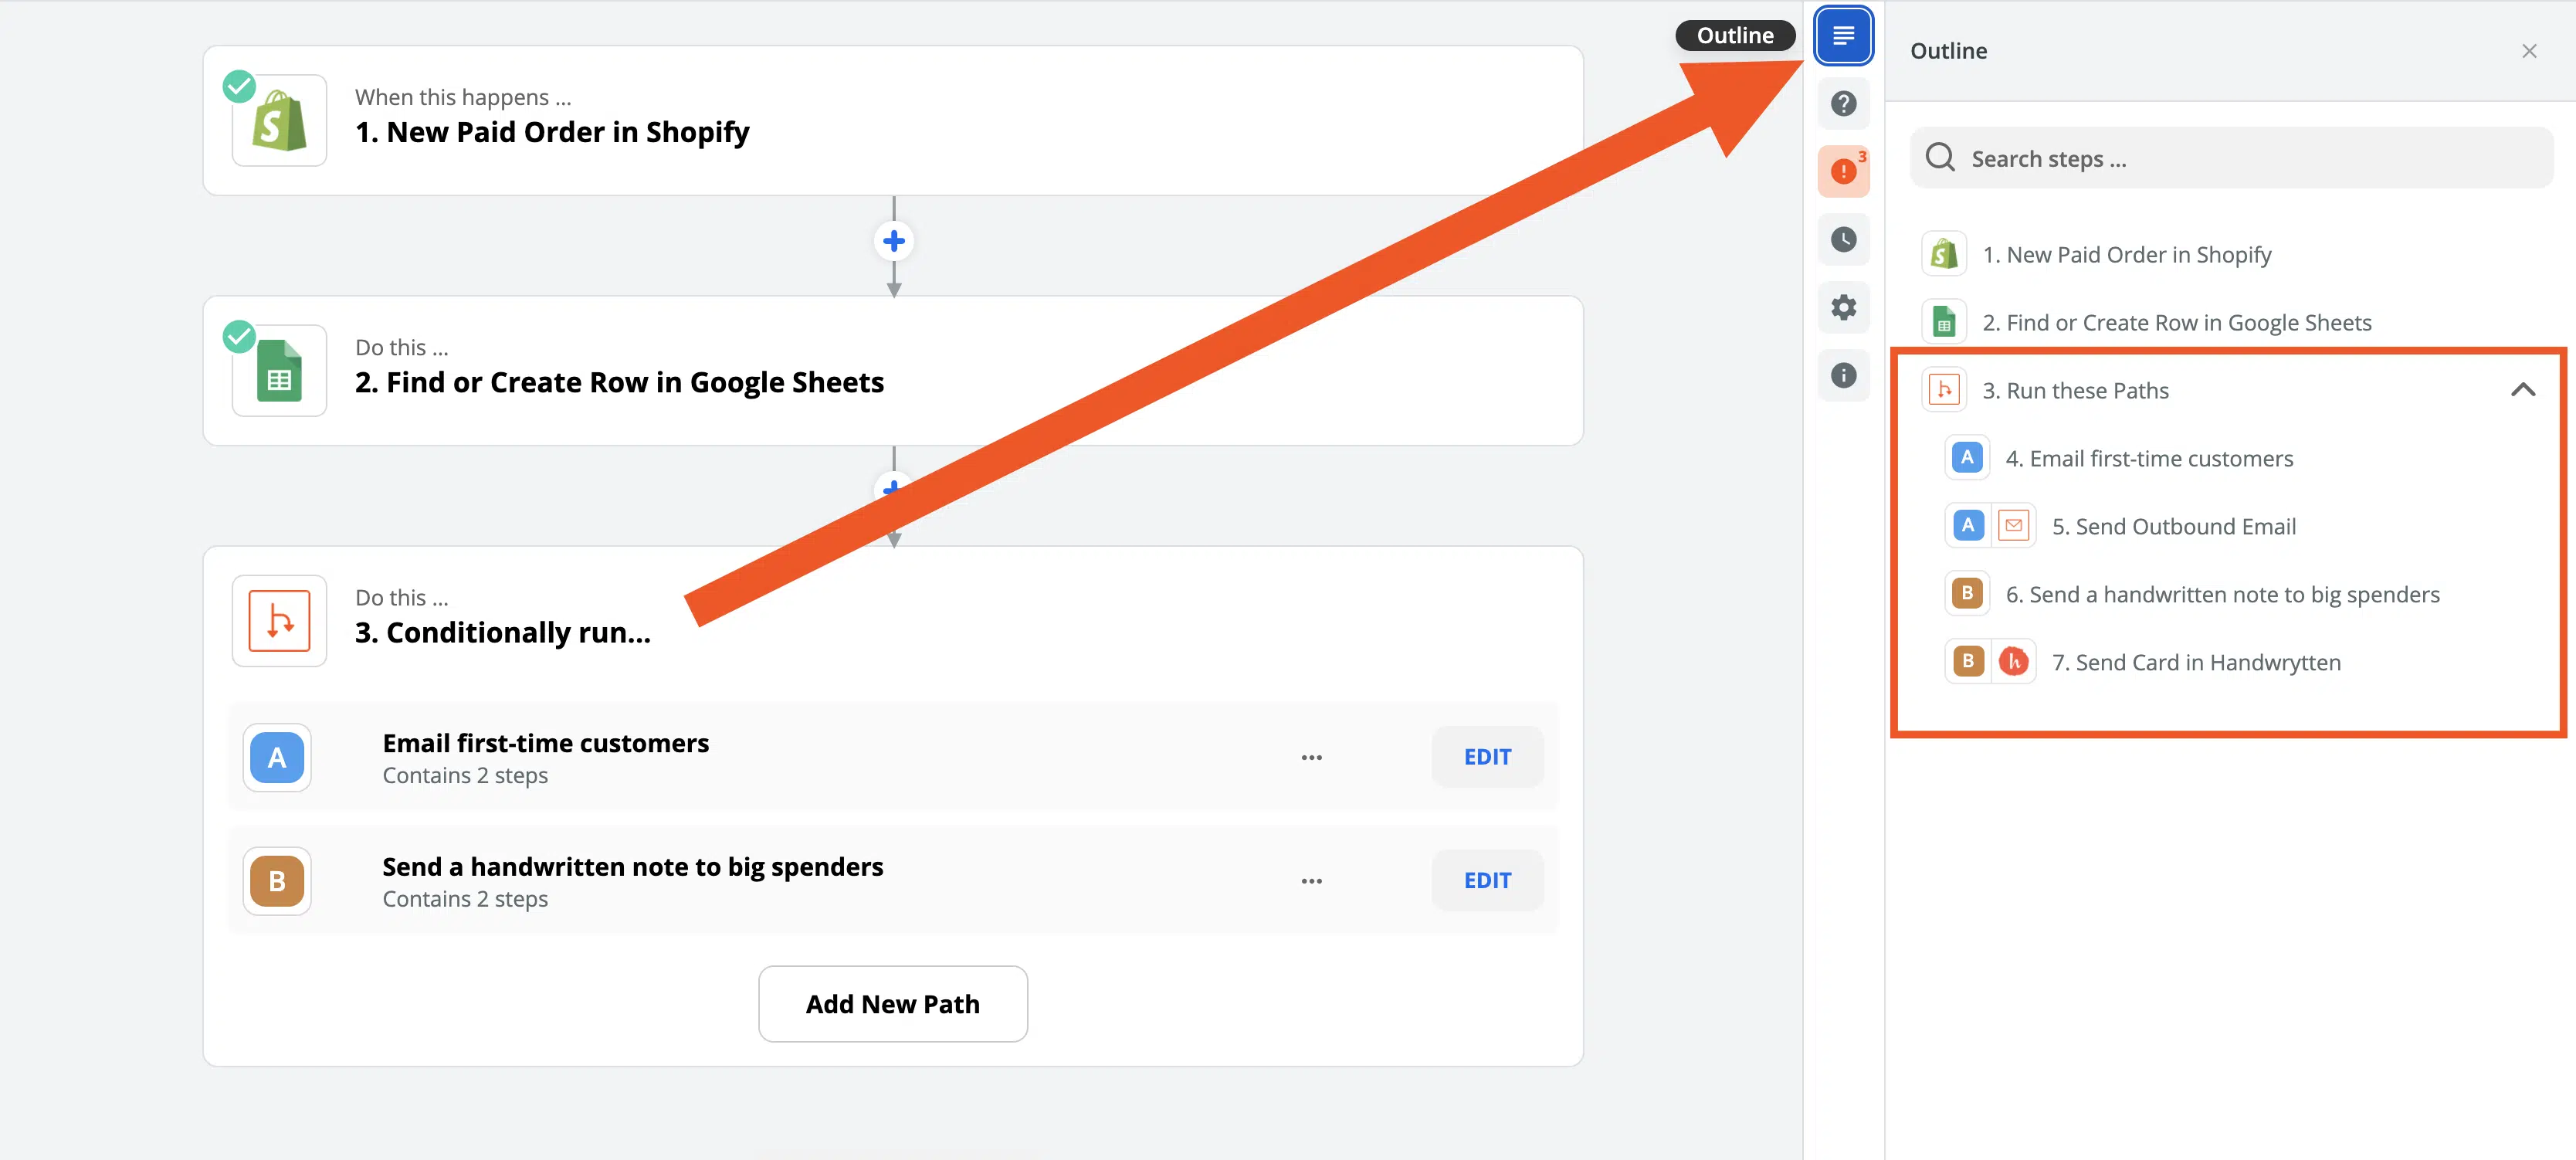 When this happens ...
1. New Paid Order in Shopify
Do this ...
2. Find or Create Row in Google Sheets
Do this ...
3. Conditionally run...
A
Email first-time customers
Contains 2 steps
...
EDIT
B
Send a handwritten note to big spenders
Contains 2 steps
...
EDIT
Add New Path
Outline
3
Outline
Search steps ...
1. New Paid Order in Shopify
2. Find or Create Row in Google Sheets
3. Run these Paths
A 4. Email first-time customers
A 5. Send Outbound Email
B 6. Send a handwritten note to big spenders
B h 7. Send Card in Handwrytten